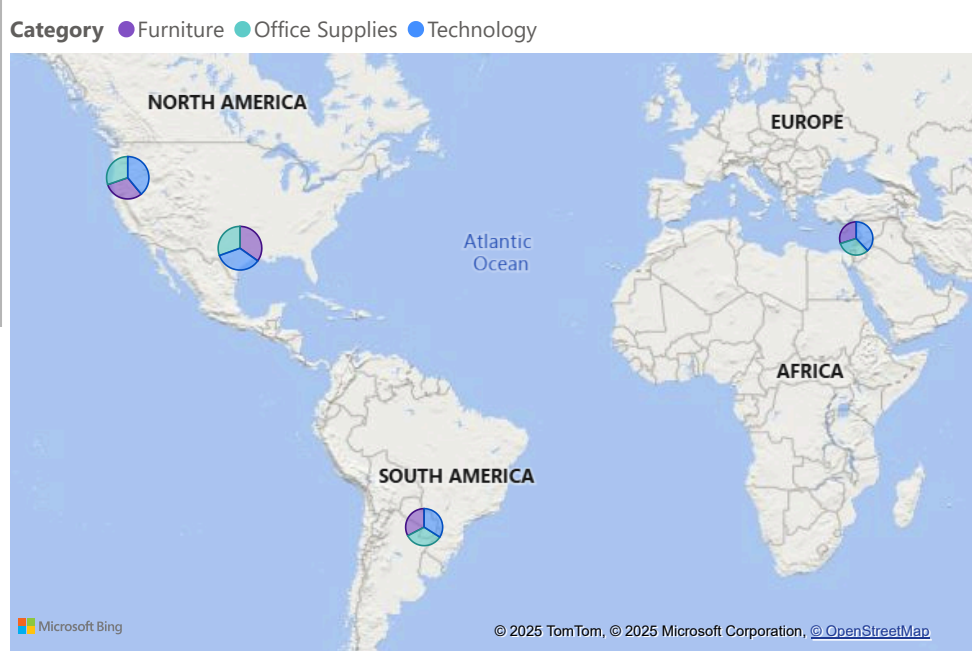 Category Furniture Office Supplies Technology
NORTH AMERICA
EUROPE
Atlantic
Ocean
AFRICA
SOUTH AMERICA
Microsoft Bing
© 2025 TomTom, © 2025 Microsoft Corporation, © OpenStreetMap